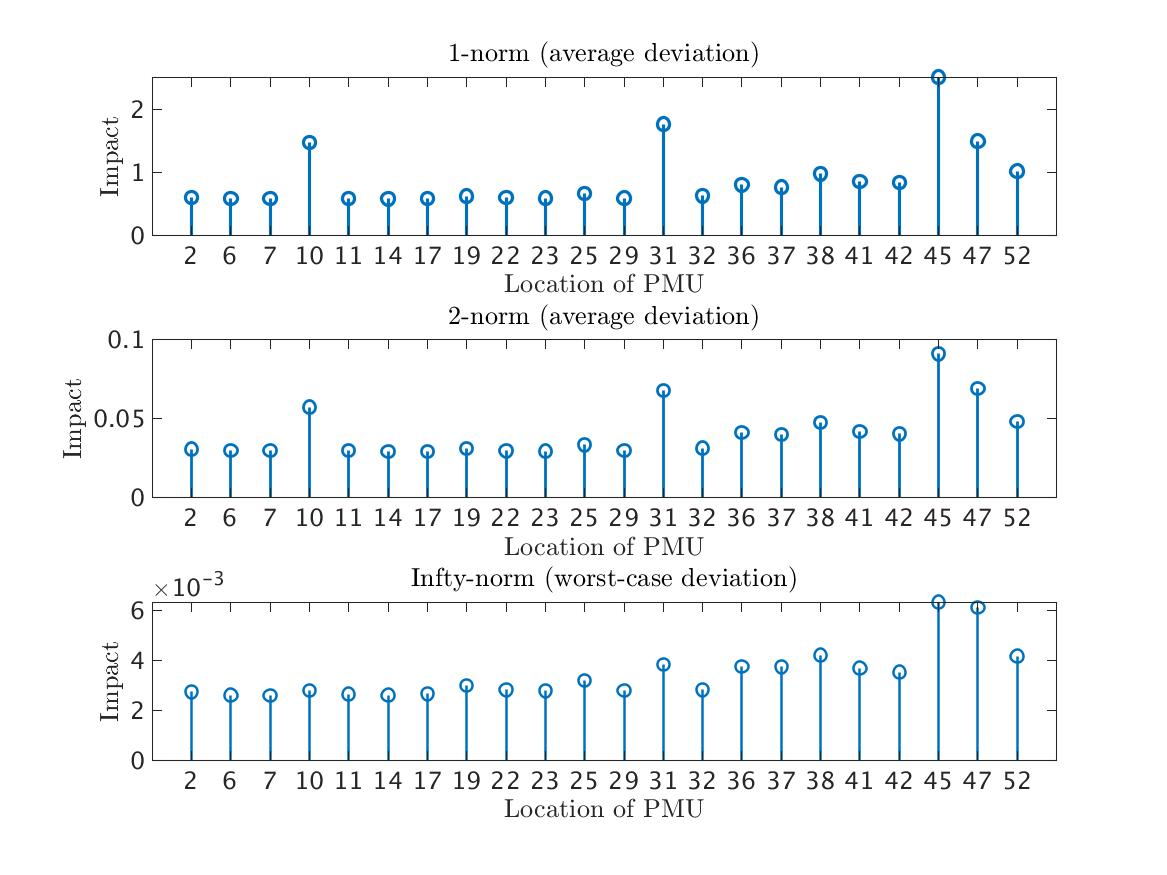 1-norm (average deviation)
Impact
2
1
0
2 6 7 10 11 14 17 19 22 23 25 29 31 32 36 37 38 41 42 45 47 52
Location of PMU
2-norm (average deviation)
Impact
0.1
0.05
0
2 6 7 10 11 14 17 19 22 23 25 29 31 32 36 37 38 41 42 45 47 52
Location of PMU
Infty-norm (worst-case deviation)
×10⁻³
Impact
6
4
2
0
2 6 7 10 11 14 17 19 22 23 25 29 31 32 36 37 38 41 42 45 47 52
Location of PMU